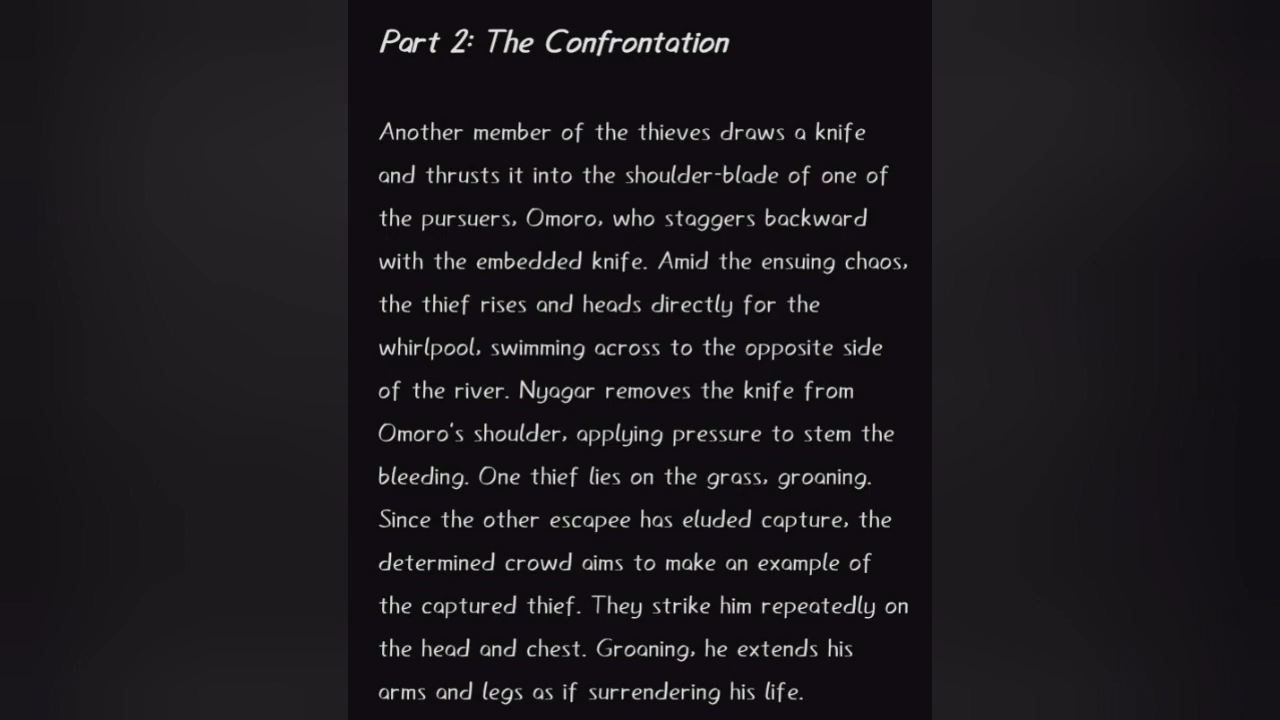 Part 2: The Confrontation
Another member of the thieves draws a knife
and thrusts it into the shoulder-blade of one of
the pursuers, Omoro, who staggers backward
with the embedded knife. Amid the ensuing chaos,
the thief rises and heads directly for the
whirlpool, swimming across to the opposite side
of the river. Nyagar removes the knife from
Omoro's shoulder, applying pressure to stem the
bleeding. One thief lies on the grass, groaning.
Since the other escapee has eluded capture, the
determined crowd aims to make an example of
the captured thief. They strike him repeatedly on
the head and chest. Groaning, he extends his
arms and legs as if surrendering his life.